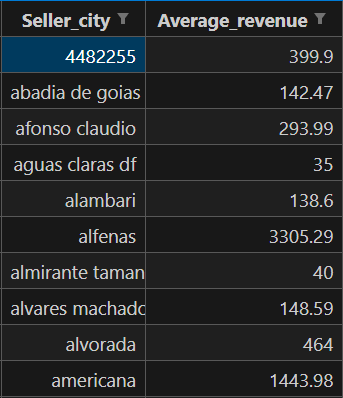 Seller_city Average_revenue
4482255 399.9
abadia de goias 142.47
afonso claudio 293.99
aguas claras df 35
alambari 138.6
alfenas 3305.29
almirante taman 40
alvares machado 148.59
alvorada 464
americana 1443.98